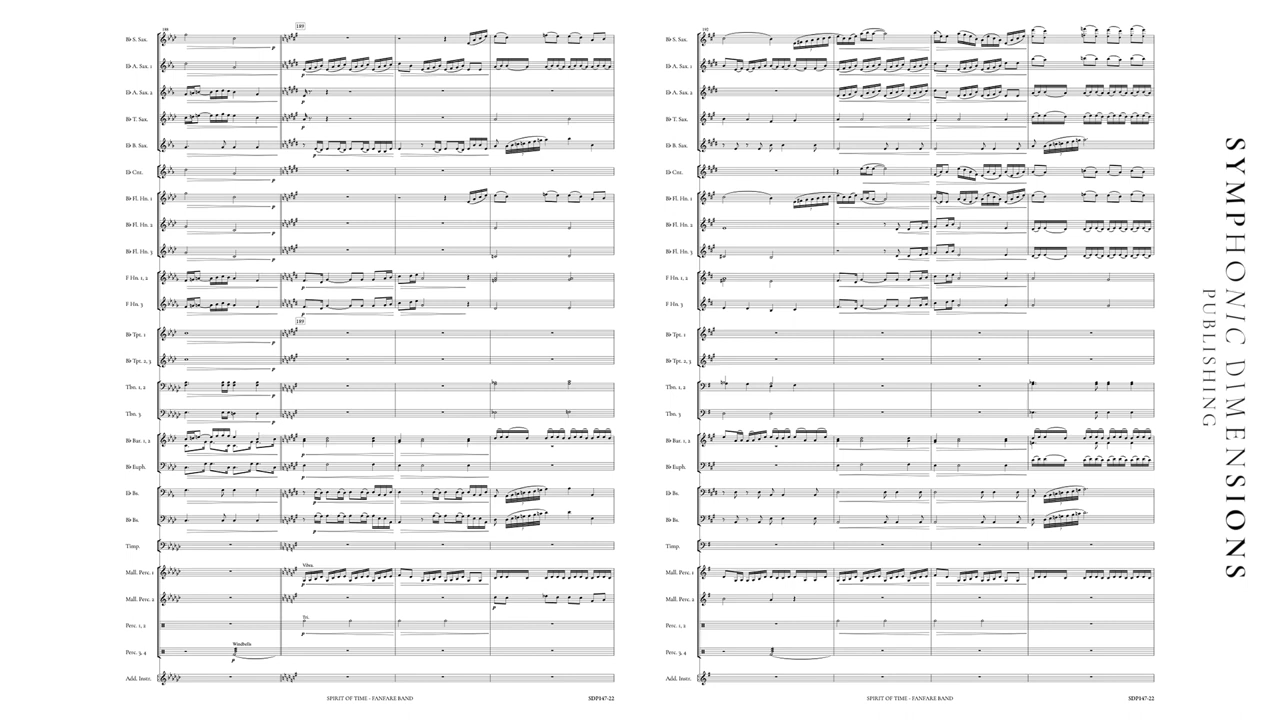 188
189
B♭ S. Sax.
E♭ A. Sax. 1
E♭ A. Sax. 2
B♭ T. Sax.
E♭ B. Sax.
E♭ Cnt.
B♭ Fl. Hn. 1
B♭ Fl. Hn. 2
B♭ Fl. Hn. 3
F Hn. 1, 2
F Hn. 3
189
B♭ Tpt. 1
B♭ Tpt. 2, 3
Tbn. 1, 2
Tbn. 3
B♭ Bar. 1, 2
B♭ Euph.
E♭ Bs.
B♭ Bs.
Timp.
Vibra.
Mall. Perc. 1
Mall. Perc. 2
Tri.
Perc. 1, 2
Windbells
Perc. 3, 4
Add. Instr.
SPIRIT OF TIME - FANFARE BAND
SDP147-22
192
B♭ S. Sax.
E♭ A. Sax. 1
E♭ A. Sax. 2
B♭ T. Sax.
E♭ B. Sax.
E♭ Cnt.
B♭ Fl. Hn. 1
B♭ Fl. Hn. 2
B♭ Fl. Hn. 3
F Hn. 1, 2
F Hn. 3
B♭ Tpt. 1
B♭ Tpt. 2, 3
Tbn. 1, 2
Tbn. 3
B♭ Bar. 1, 2
B♭ Euph.
E♭ Bs.
B♭ Bs.
Timp.
Mall. Perc. 1
Mall. Perc. 2
Perc. 1, 2
Perc. 3, 4
Add. Instr.
SPIRIT OF TIME - FANFARE BAND
SDP147-22
SYMPHONIC DIMENSIONS
PUBLISHING